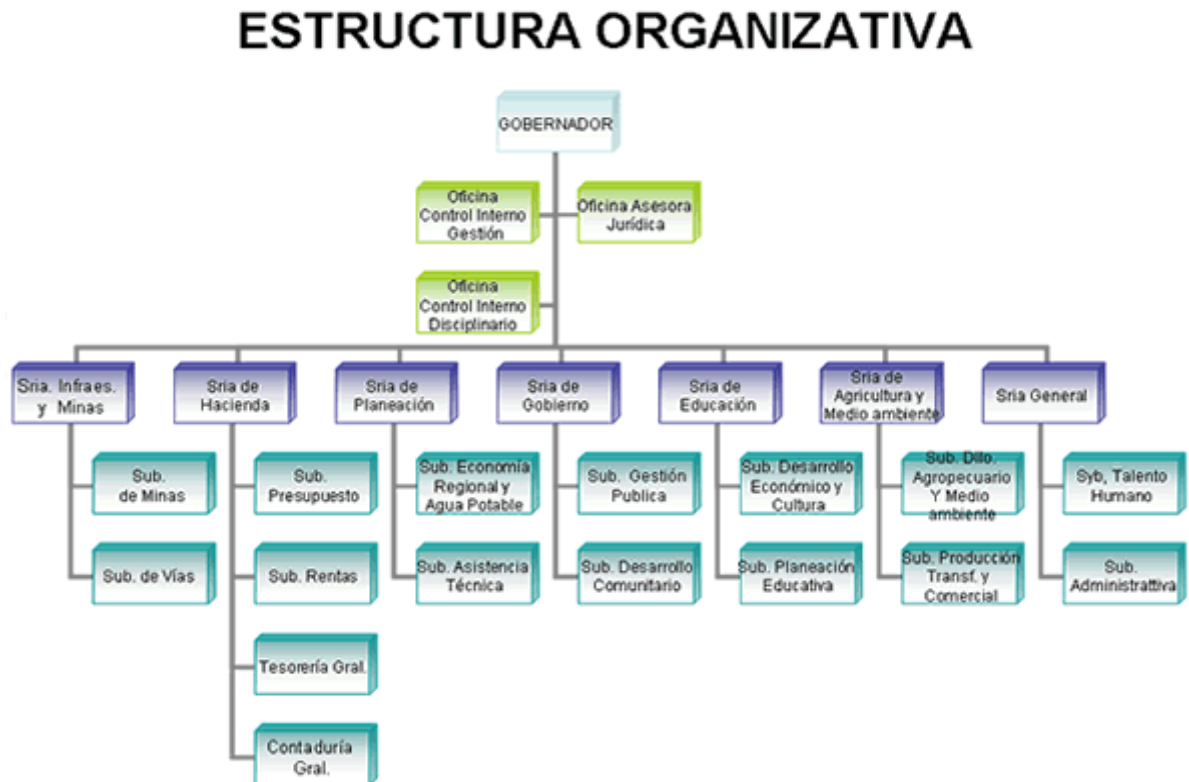 ESTRUCTURA ORGANIZATIVA
GOBERNADOR
Oficina
Control Interno
Gestión
Oficina Asesora
Jurídica
Oficina
Control Interno
Disciplinario
Sria. Infraes.
y Minas
Sria de
Hacienda
Sria de
Planeación
Sria de
Gobierno
Sria de
Educación
Sria de
Agricultura y
Medio ambiente
Sria General
Sub.
de Minas
Sub.
Presupuesto
Sub. Economía
Regional y
Agua Potable
Sub. Gestión
Publica
Sub. Desarrollo
Económico y
Cultura
Sub. Dllo.
Agropecuario
Y Medio
ambiente
Syb, Talento
Humano
Sub. de Vías
Sub. Rentas
Sub. Asistencia
Técnica
Sub. Desarrollo
Comunitario
Sub. Planeación
Educativa
Sub. Producción
Transf. y
Comercial
Sub.
Administrattiva
Tesorería Gral.
Contaduría
Gral.